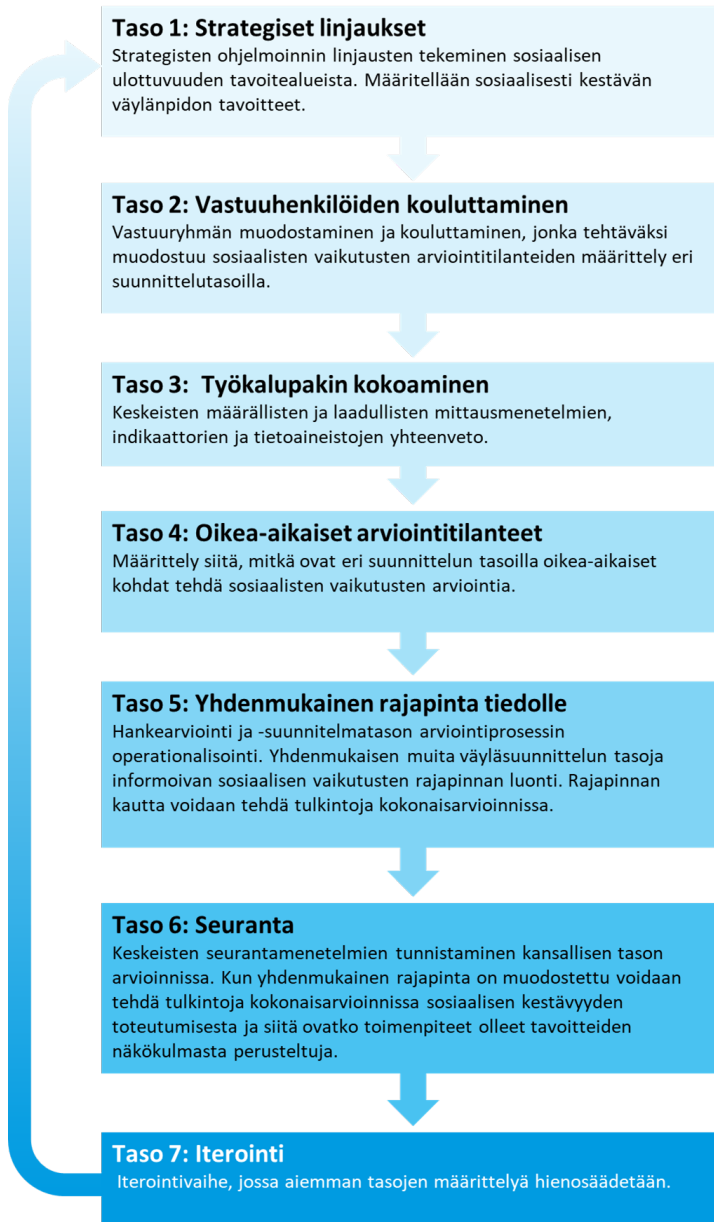 Taso 1: Strategiset linjaukset
Strategisten ohjelmoinnin linjausten tekeminen sosiaalisen
ulottuvuuden tavoitealueista. Määritellään sosiaalisesti kestävän
väylänpidon tavoitteet.
Taso 2: Vastuuhenkilöiden kouluttaminen
Vastuuryhmän muodostaminen ja kouluttaminen, jonka tehtäväksi
muodostuu sosiaalisten vaikutusten arviointitilanteiden määrittely eri
suunnittelutasoilla.
Taso 3: Työkalupakin kokoaminen
Keskeisten määrällisten ja laadullisten mittausmenetelmien,
indikaattorien ja tietoaineistojen yhteenveto.
Taso 4: Oikea-aikaiset arviointitilanteet
Määrittely siitä, mitkä ovat eri suunnittelun tasoilla oikea-aikaiset
kohdat tehdä sosiaalisten vaikutusten arviointia.
Taso 5: Yhdenmukainen rajapinta tiedolle
Hankearviointi ja -suunnitelmatason arviointiprosessin
operationalisointi. Yhdenmukaisen muita väyläsuunnittelun tasoja
informoivan sosiaalisen vaikutusten rajapinnan luonti. Rajapinnan
kautta voidaan tehdä tulkintoja kokonaisarvioinnissa.
Taso 6: Seuranta
Keskeisten seurantamenetelmien tunnistaminen kansallisen tason
arvioinnissa. Kun yhdenmukainen rajapinta on muodostettu voidaan
tehdä tulkintoja kokonaisarvioinnissa sosiaalisen kestävyyden
toteutumisesta ja siitä ovatko toimenpiteet olleet tavoitteiden
näkökulmasta perusteltuja.
Taso 7: Iterointi
Iterointivaihe, jossa aiemman tasojen määrittelyä hienosäädetään.